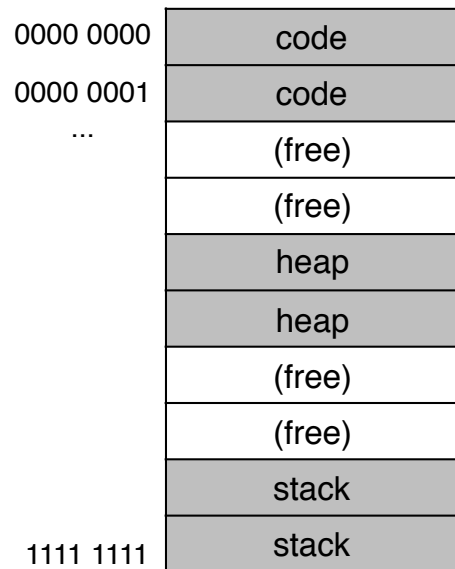 0000 0000 code
0000 0001 code
... (free)
(free)
heap
heap
(free)
(free)
stack
1111 1111 stack